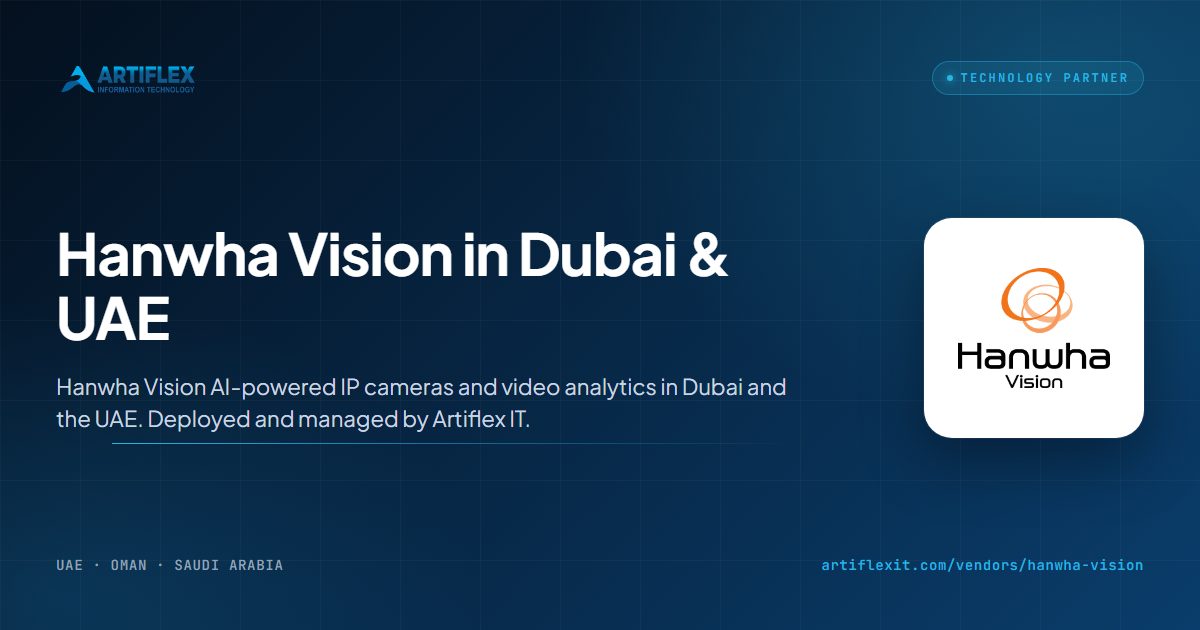 ARTIFLEX
INFORMATION TECHNOLOGY
TECHNOLOGY PARTNER
Hanwha Vision in Dubai &
UAE
Hanwha Vision AI-powered IP cameras and video analytics in Dubai and
the UAE. Deployed and managed by Artiflex IT.
Hanwha
Vision
UAE · OMAN · SAUDI ARABIA
artiflexit.com/vendors/hanwha-vision